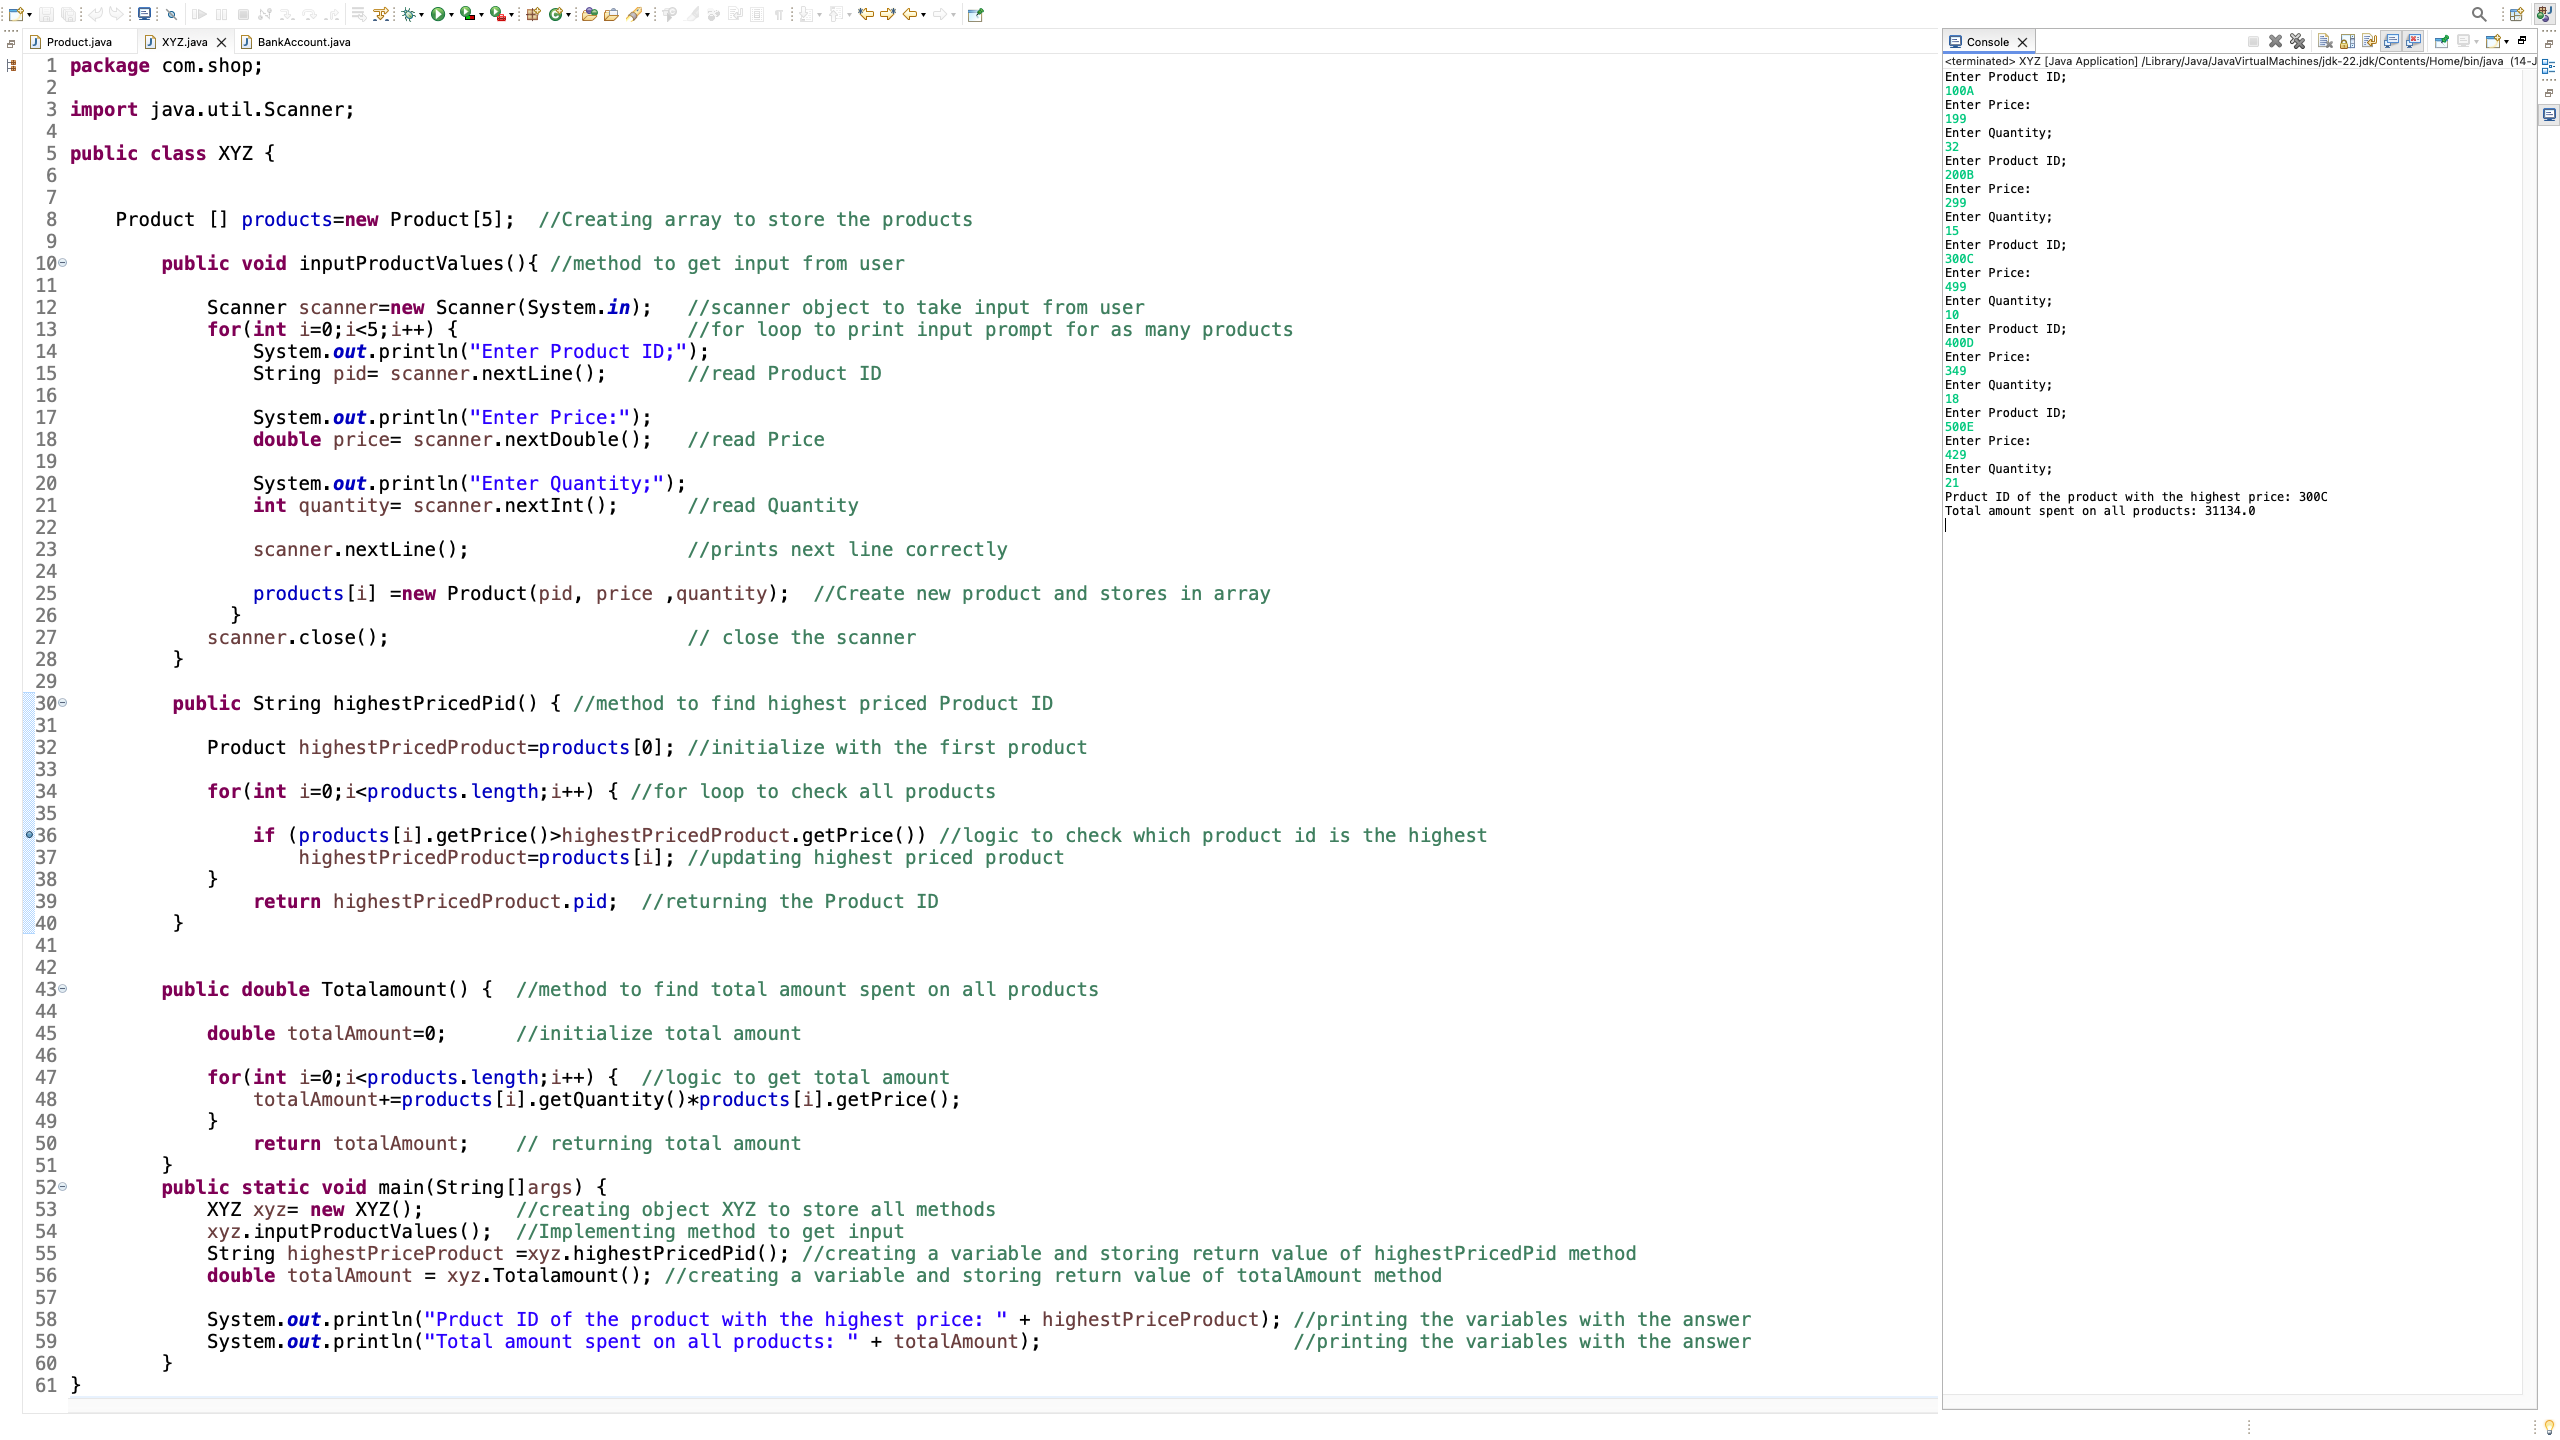 Product.java XYZ.java BankAccount.java
1 package com.shop;
2
3 import java.util.Scanner;
4
5 public class XYZ {
6
7
8 Product [] products=new Product[5]; //Creating array to store the products
9
10 public void inputProductValues(){ //method to get input from user
11
12 Scanner scanner=new Scanner(System.in); //scanner object to take input from user
13 for(int i=0;i<5;i++) { //for loop to print input prompt for as many products
14 System.out.println("Enter Product ID;");
15 String pid= scanner.nextLine(); //read Product ID
16
17 System.out.println("Enter Price:");
18 double price= scanner.nextDouble(); //read Price
19
20 System.out.println("Enter Quantity;");
21 int quantity= scanner.nextInt(); //read Quantity
22
23 scanner.nextLine(); //prints next line correctly
24
25 products[i] =new Product(pid, price ,quantity); //Create new product and stores in array
26 }
27 scanner.close(); // close the scanner
28 }
29
30 public String highestPricedPid() { //method to find highest priced Product ID
31
32 Product highestPricedProduct=products[0]; //initialize with the first product
33
34 for(int i=0;i<products.length;i++) { //for loop to check all products
35
36 if (products[i].getPrice()>highestPricedProduct.getPrice()) //logic to check which product id is the highest
37 highestPricedProduct=products[i]; //updating highest priced product
38 }
39 return highestPricedProduct.pid; //returning the Product ID
40 }
41
42
43 public double Totalamount() { //method to find total amount spent on all products
44
45 double totalAmount=0; //initialize total amount
46
47 for(int i=0;i<products.length;i++) { //logic to get total amount
48 totalAmount+=products[i].getQuantity()*products[i].getPrice();
49 }
50 return totalAmount; // returning total amount
51 }
52 public static void main(String[]args) {
53 XYZ xyz= new XYZ(); //creating object XYZ to store all methods
54 xyz.inputProductValues(); //Implementing method to get input
55 String highestPriceProduct =xyz.highestPricedPid(); //creating a variable and storing return value of highestPricedPid method
56 double totalAmount = xyz.Totalamount(); //creating a variable and storing return value of totalAmount method
57
58 System.out.println("Prduct ID of the product with the highest price: " + highestPriceProduct); //printing the variables with the answer
59 System.out.println("Total amount spent on all products: " + totalAmount); //printing the variables with the answer
60 }
61 }
Console
<terminated> XYZ [Java Application] /Library/Java/JavaVirtualMachines/jdk-22.jdk/Contents/Home/bin/java (14-J
Enter Product ID;
100A
Enter Price:
199
Enter Quantity;
32
Enter Product ID;
200B
Enter Price:
299
Enter Quantity;
15
Enter Product ID;
300C
Enter Price:
499
Enter Quantity;
10
Enter Product ID;
400D
Enter Price:
349
Enter Quantity;
18
Enter Product ID;
500E
Enter Price:
429
Enter Quantity;
21
Prduct ID of the product with the highest price: 300C
Total amount spent on all products: 31134.0